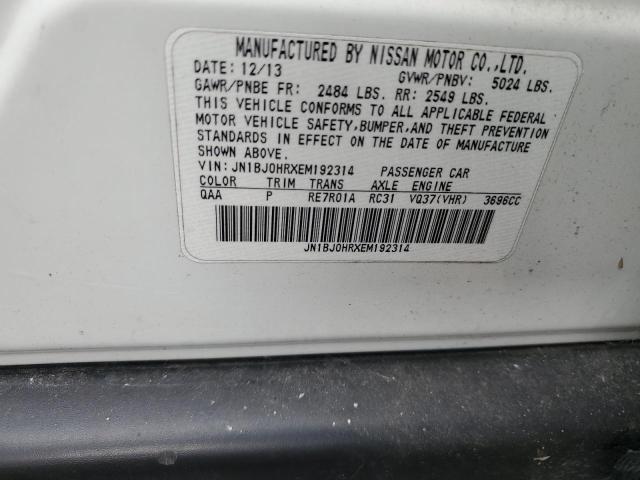 MANUFACTURED BY NISSAN MOTOR CO.,LTD.
DATE: 12/13 GVWR/PNBV: 5024 LBS.
GAWR/PNBE FR: 2484 LBS. RR: 2549 LBS.
THIS VEHICLE CONFORMS TO ALL APPLICABLE FEDERAL
MOTOR VEHICLE SAFETY,BUMPER,AND THEFT PREVENTION
STANDARDS IN EFFECT ON THE DATE OF MANUFACTURE
SHOWN ABOVE.
VIN: JN1BJ0HRXEM192314 PASSENGER CAR
COLOR TRIM TRANS AXLE ENGINE
QAA P RE7R01A RC31 VQ37(VHR) 3696CC
JN1BJ0HRXEM192314